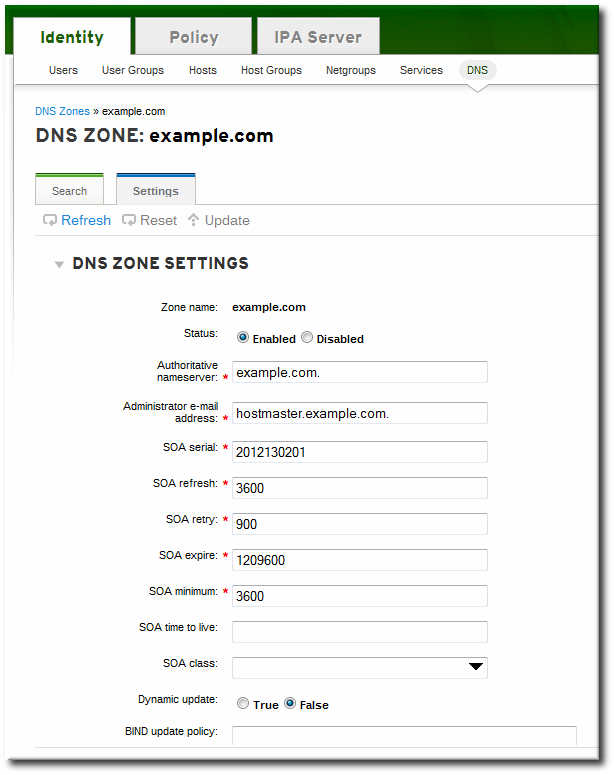 Identity Policy IPA Server
Users User Groups Hosts Host Groups Netgroups Services DNS
DNS Zones » example.com
DNS ZONE: example.com
Search Settings
Refresh Reset Update
DNS ZONE SETTINGS
Zone name: example.com
Status: Enabled Disabled
Authoritative
nameserver: * example.com.
Administrator e-mail
address: * hostmaster.example.com.
SOA serial: * 2012130201
SOA refresh: * 3600
SOA retry: * 900
SOA expire: * 1209600
SOA minimum: * 3600
SOA time to live:
SOA class:
Dynamic update: True False
BIND update policy: